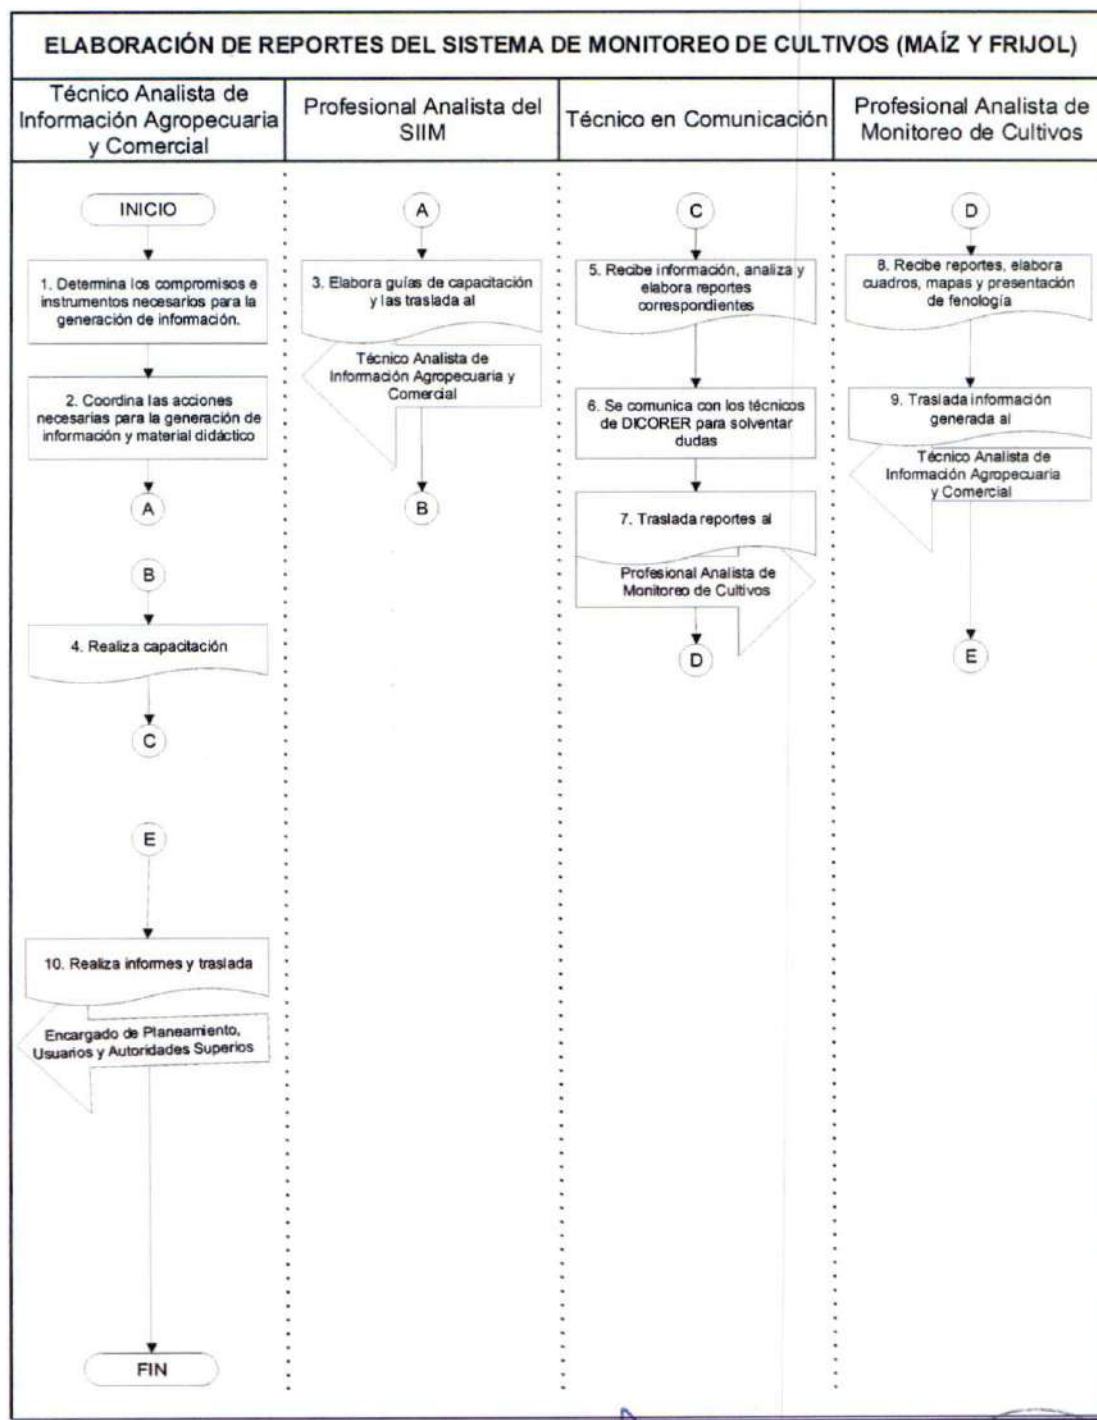 ELABORACIÓN DE REPORTES DEL SISTEMA DE MONITOREO DE CULTIVOS (MAÍZ Y FRIJOL)
Técnico Analista de
Información Agropecuaria
y Comercial
INICIO
1. Determina los compromisos e
instrumentos necesarios para la
generación de información.
2. Coordina las acciones
necesarias para la generación de
información y material didáctico
A
B
4. Realiza capacitación
C
E
10. Realiza informes y traslada
Encargado de Planeamiento,
Usuarios y Autoridades Superios
FIN
Profesional Analista del
SIIM
A
3. Elabora guías de capacitación
y las traslada al
Técnico Analista de
Información Agropecuaria y
Comercial
B
Técnico en Comunicación
C
5. Recibe información, analiza y
elabora reportes
correspondientes
6. Se comunica con los técnicos
de DICORER para solventar
dudas
7. Traslada reportes al
Profesional Analista de
Monitoreo de Cultivos
D
Profesional Analista de
Monitoreo de Cultivos
D
8. Recibe reportes, elabora
cuadros, mapas y presentación
de fenología
9. Traslada información
generada al
Técnico Analista de
Información Agropecuaria
y Comercial
E